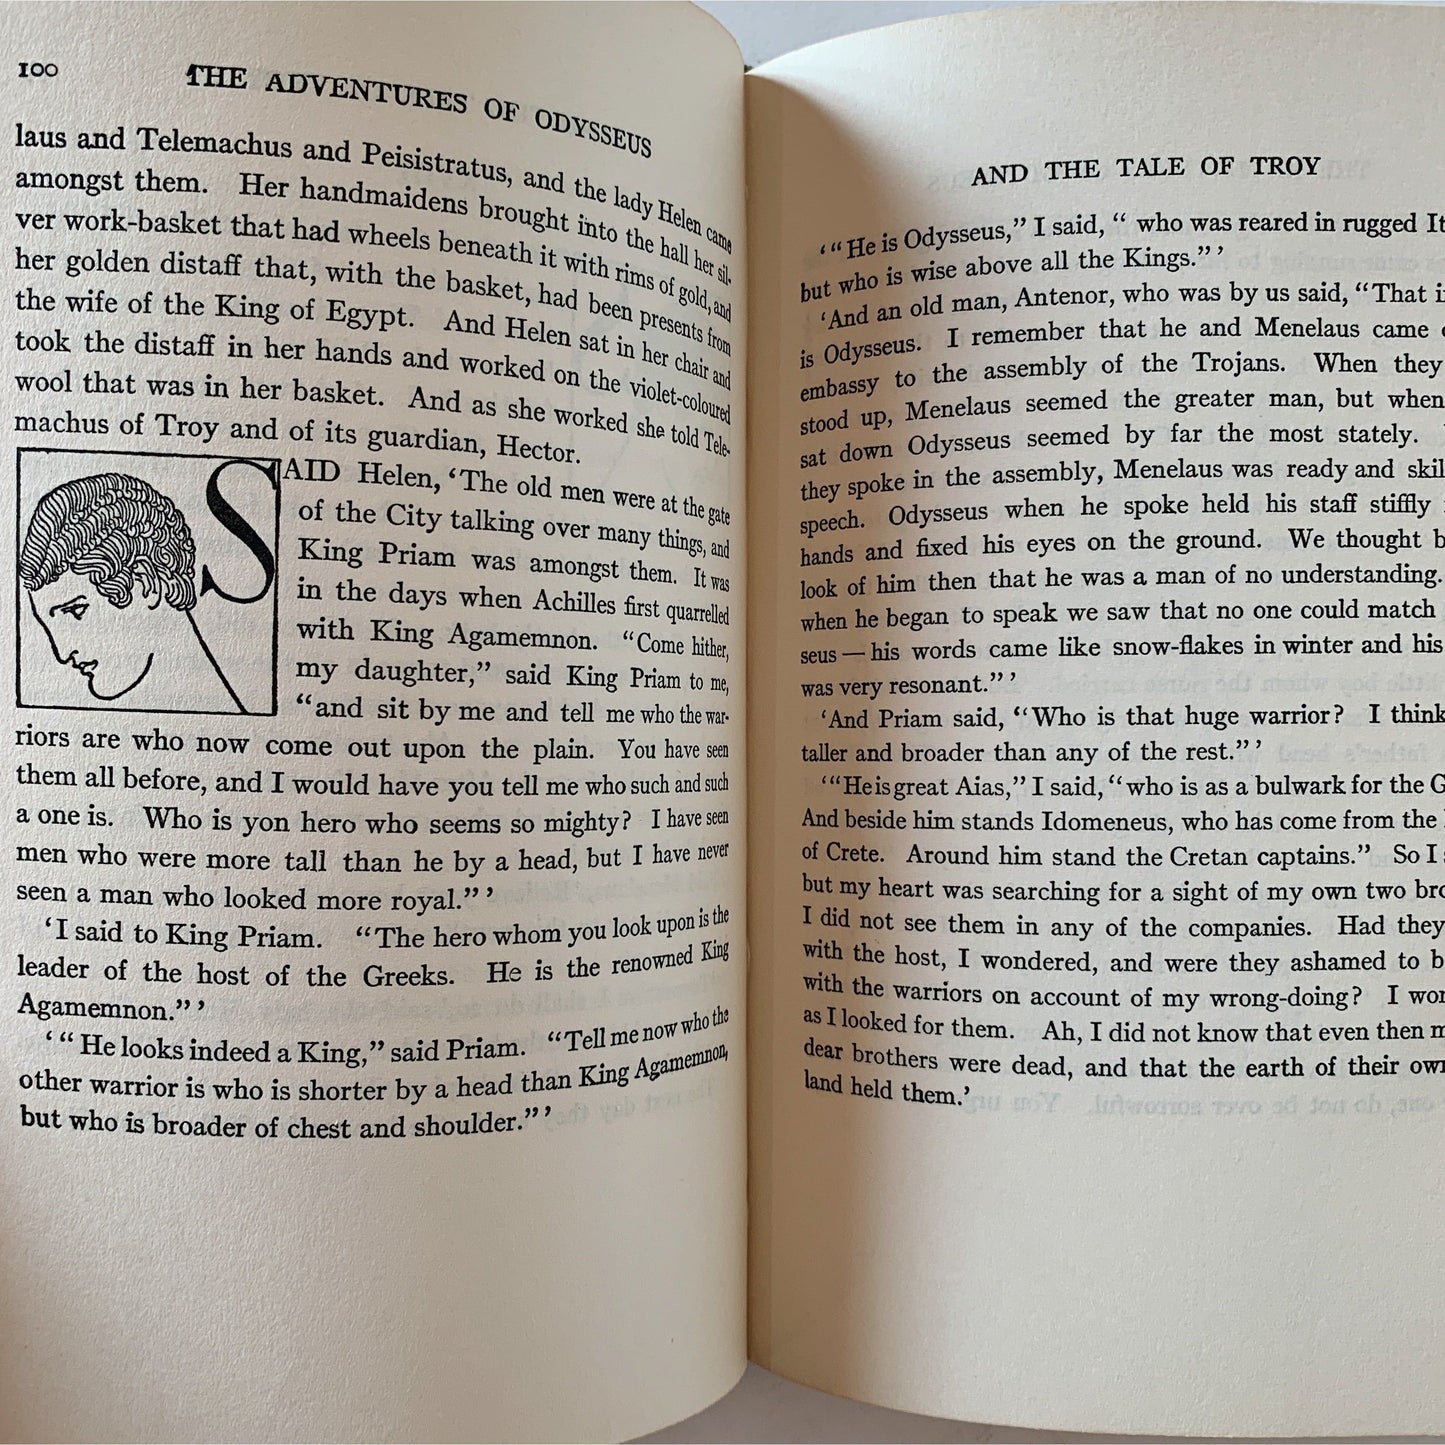 100
THE ADVENTURES OF ODYSSEUS
laus and Telemachus and Peisistratus, and the lady Helen came
amongst them. Her handmaidens brought into the hall her sil-
ver work-basket that had wheels beneath it with rims of gold, and
her golden distaff that, with the basket, had been presents from
the wife of the King of Egypt. And Helen sat in her chair and
took the distaff in her hands and worked on the violet-coloured
wool that was in her basket. And as she worked she told Tele-
machus of Troy and of its guardian, Hector.
SAID Helen, ‘The old men were at the gate
of the City talking over many things, and
King Priam was amongst them. It was
in the days when Achilles first quarrelled
with King Agamemnon. “Come hither,
my daughter,” said King Priam to me,
“and sit by me and tell me who the war-
riors are who now come out upon the plain. You have seen
them all before, and I would have you tell me who such and such
a one is. Who is yon hero who seems so mighty? I have seen
men who were more tall than he by a head, but I have never
seen a man who looked more royal.” ’
‘I said to King Priam. “The hero whom you look upon is the
leader of the host of the Greeks. He is the renowned King
Agamemnon.” ’
‘ “ He looks indeed a King,” said Priam. “Tell me now who the
other warrior is who is shorter by a head than King Agamemnon,
but who is broader of chest and shoulder.” ’
AND THE TALE OF TROY
‘ “ He is Odysseus,” I said, “ who was reared in rugged
but who is wise above all the Kings.” ’
‘And an old man, Antenor, who was by us said, “That
is Odysseus. I remember that he and Menelaus came
embassy to the assembly of the Trojans. When they
stood up, Menelaus seemed the greater man, but when
sat down Odysseus seemed by far the most stately.
they spoke in the assembly, Menelaus was ready and
speech. Odysseus when he spoke held his staff stiffly
hands and fixed his eyes on the ground. We thought
look of him then that he was a man of no understanding.
when he began to speak we saw that no one could match
seus — his words came like snow-flakes in winter and his
was very resonant.” ’
‘And Priam said, “Who is that huge warrior? I think
taller and broader than any of the rest.” ’
‘“He is great Aias,” I said, “who is as a bulwark for the
And beside him stands Idomeneus, who has come from the
of Crete. Around him stand the Cretan captains.” So I
but my heart was searching for a sight of my own two
I did not see them in any of the companies. Had they
with the host, I wondered, and were they ashamed to
with the warriors on account of my wrong-doing? I
as I looked for them. Ah, I did not know that even then
dear brothers were dead, and that the earth of their own
land held them.’